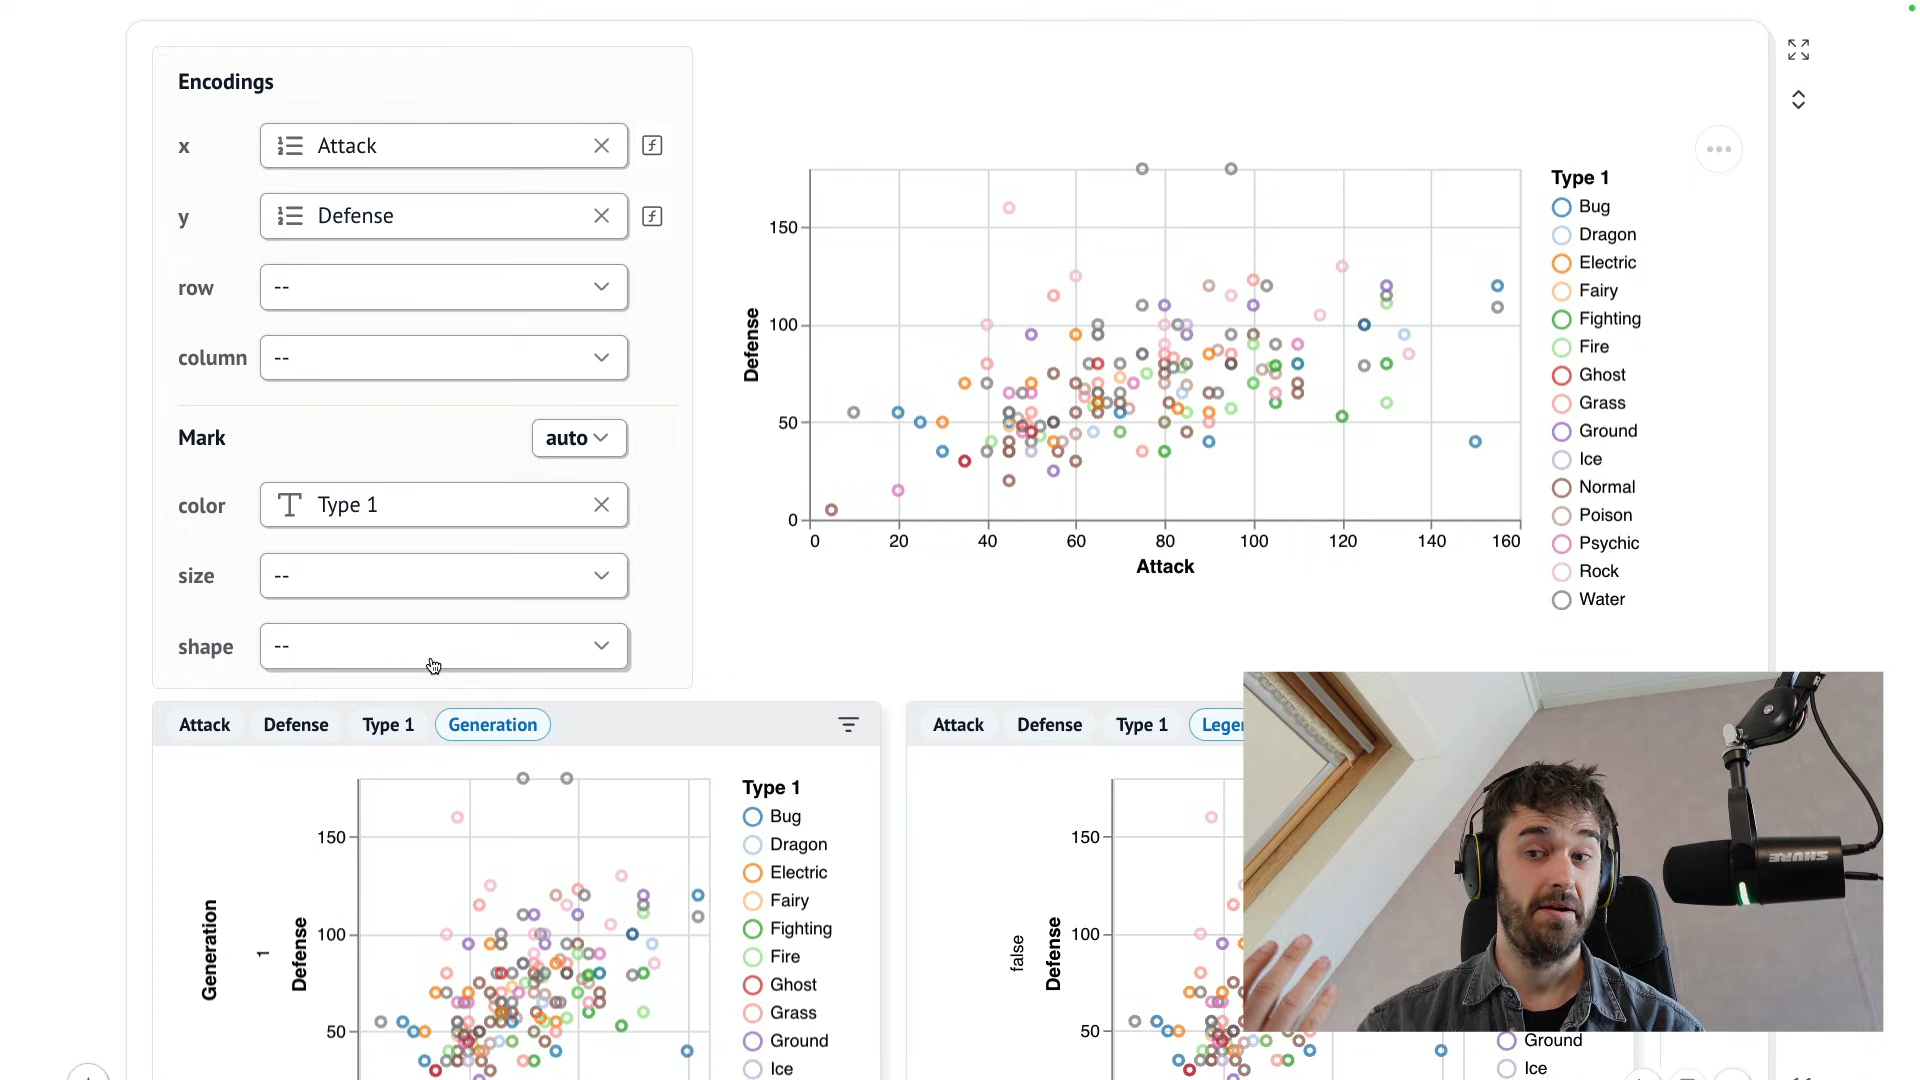 Encodings
x
Attack
y
Defense
row
--
column
--
Mark
auto
color
Type 1
size
--
shape
--
150
100
50
0
Defense
0 20 40 60 80 100 120 140 160
Attack
Type 1
Bug
Dragon
Electric
Fairy
Fighting
Fire
Ghost
Grass
Ground
Ice
Normal
Poison
Psychic
Rock
Water
Attack Defense Type 1 Generation
Generation
1
Defense
150
100
50
Type 1
Bug
Dragon
Electric
Fairy
Fighting
Fire
Ghost
Grass
Ground
Ice
Attack Defense Type 1
false
Defense
150
100
50
Ground
Ice
SHURE